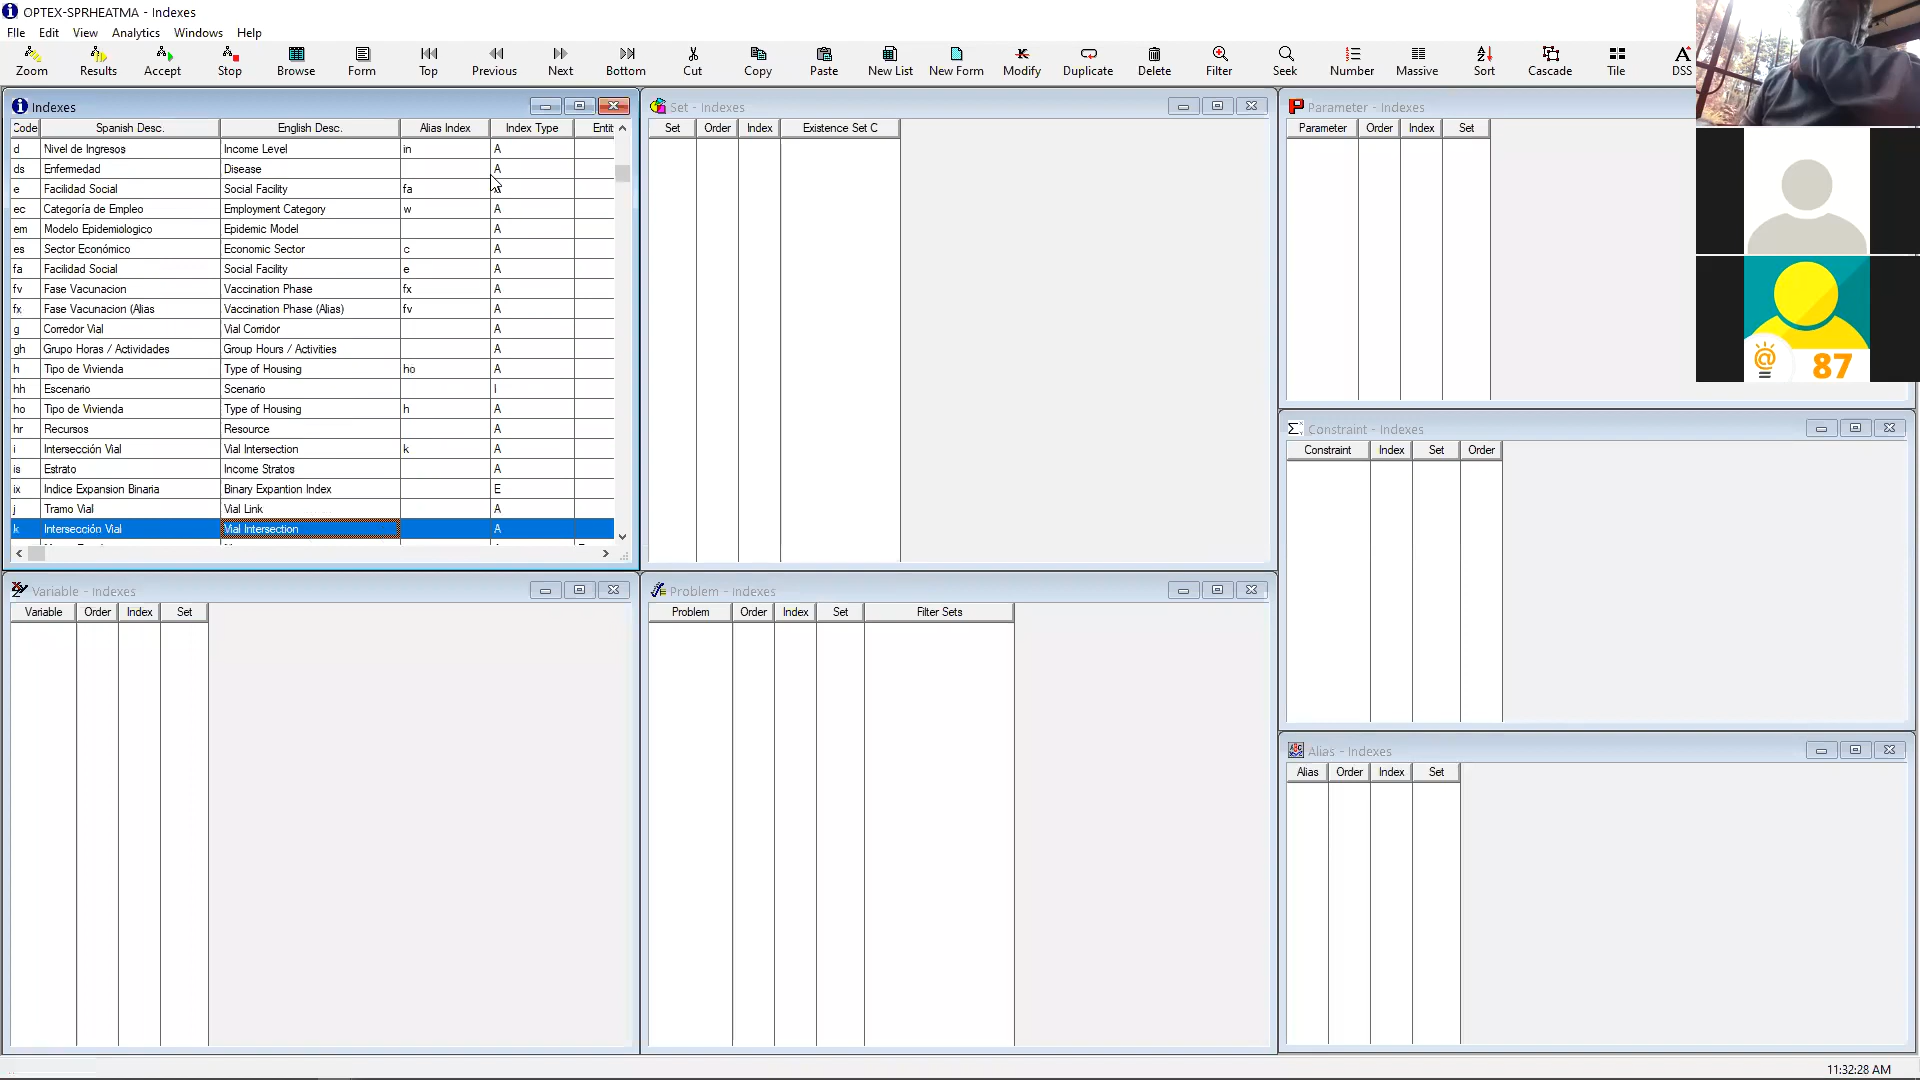 OPTEX-SPRHEATMA - Indexes
FIle Edit View Analytics Windows Help
Zoom Results Accept Stop Browse Form Top Previous Next Bottom Cut Copy Paste New List New Form Modify Duplicate Delete Filter Seek Number Massive Sort Cascade Tile DSS
Indexes
Code Spanish Desc. English Desc. Alias Index Index Type Entit
d Nivel de Ingresos Income Level in A
ds Enfermedad Disease A
e Facilidad Social Social Facility fa
ec Categoría de Empleo Employment Category w A
em Modelo Epidemiologico Epidemic Model A
es Sector Económico Economic Sector c A
fa Facilidad Social Social Facility e A
fv Fase Vacunacion Vaccination Phase fx A
fx Fase Vacunacion (Alias Vaccination Phase (Alias) fv A
g Corredor Vial Vial Corridor A
gh Grupo Horas / Actividades Group Hours / Activities A
h Tipo de Vivienda Type of Housing ho A
hh Escenario Scenario I
ho Tipo de Vivienda Type of Housing h A
hr Recursos Resource A
i Intersección Vial Vial Intersection k A
is Estrato Income Stratos A
ix Indice Expansion Binaria Binary Expantion Index E
j Tramo Vial Vial Link A
k Intersección Vial Vial Intersection A
Set - Indexes
Set Order Index Existence Set C
Parameter - Indexes
Parameter Order Index Set
@ 87
Constraint - Indexes
Constraint Index Set Order
Variable - Indexes
Variable Order Index Set
Problem - Indexes
Problem Order Index Set Filter Sets
Alias - Indexes
Alias Order Index Set
11:32:28 AM